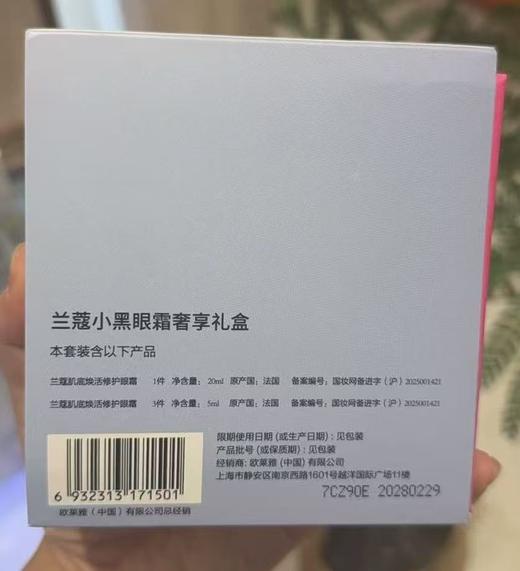 兰蔻小黑眼霜奢享礼盒
本套装含以下产品
兰蔻肌底焕活修护眼霜 1件 净含量: 20ml 原产国: 法国 备案编号: 国妆网备进字（沪）2025001421
兰蔻肌底焕活修护眼霜 3件 净含量: 5ml 原产国: 法国 备案编号: 国妆网备进字（沪）2025001421
限期使用日期 (或生产日期) : 见包装
产品批号 (或保质期) : 见包装
经销商: 欧莱雅 (中国) 有限公司
上海市静安区南京西路1601号越洋国际广场11楼
7CZ90E 20280229
6 932313 171501
欧莱雅（中国）有限公司总经销